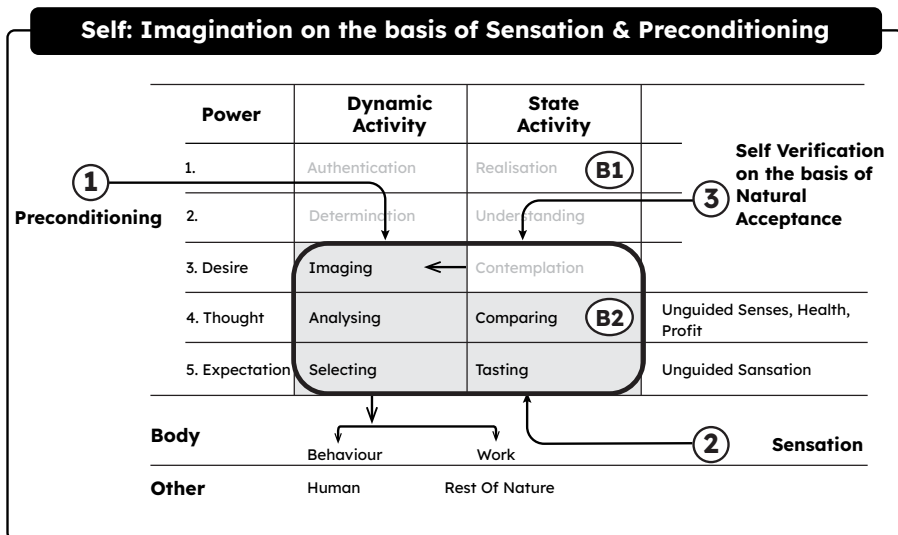 Self: Imagination on the basis of Sensation & Preconditioning
Power
Dynamic
Activity
State
Activity
1.
Authentication
Realisation
B1
Self Verification
on the basis of
Natural
Acceptance
3
1
Preconditioning
2.
Determination
Understanding
3. Desire
Imaging
Contemplation
4. Thought
Analysing
Comparing
B2
Unguided Senses, Health,
Profit
5. Expectation
Selecting
Tasting
Unguided Sansation
Body
Behaviour
Work
2
Sensation
Other
Human
Rest Of Nature